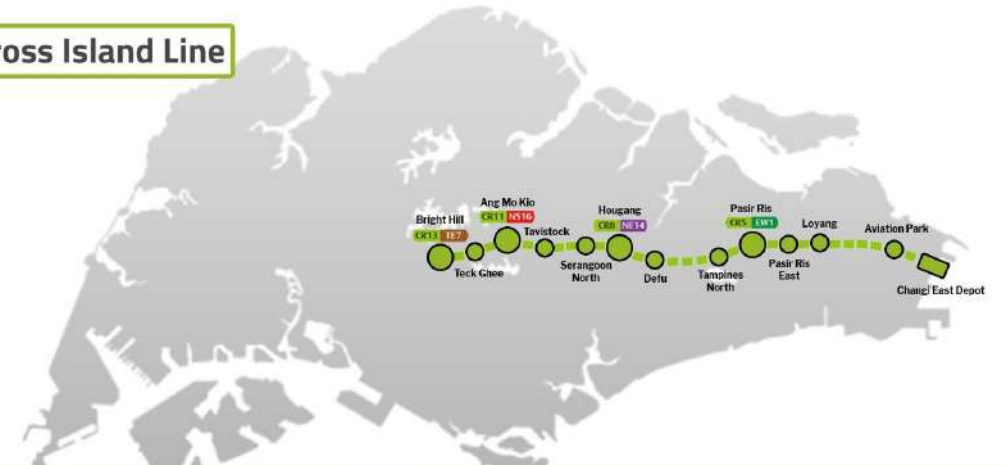 ross Island Line
Ang Mo Kio
CR11 NS16
Bright Hill
CR13 TE7
Tavistock
Teck Ghee
Hougang
CR8 NE14
Serangoon
North
Defu
Pasir Ris
CR5 EW1
Tampines
North
Pasir Ris
East
Loyang
Aviation Park
Changi East Depot